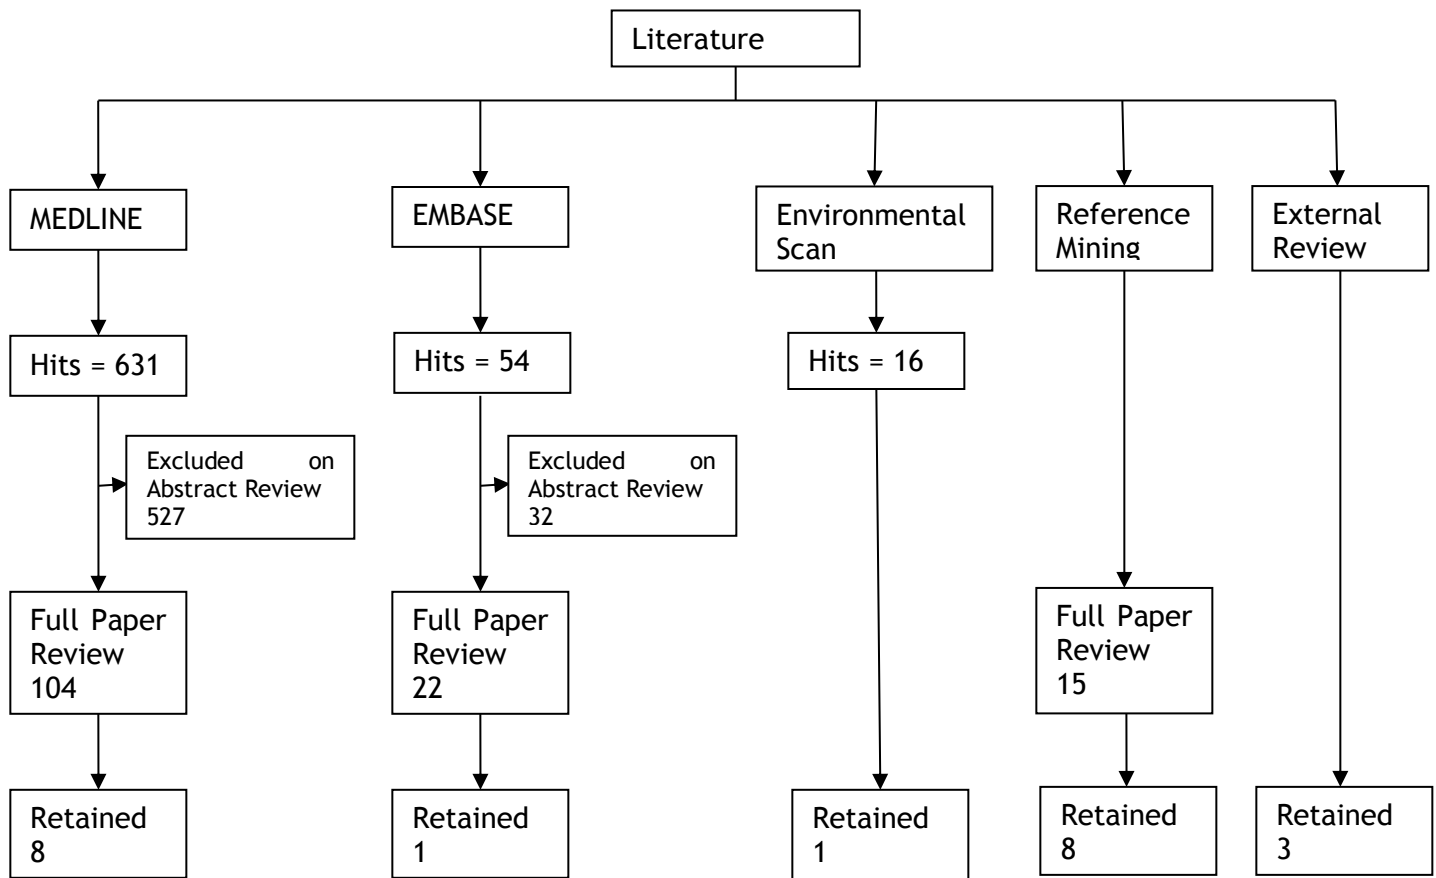 Literature
MEDLINE
EMBASE
Environmental
Scan
Reference
Mining
External
Review
Hits = 631
Hits = 54
Hits = 16
Excluded on
Abstract Review
527
Excluded on
Abstract Review
32
Full Paper
Review
104
Full Paper
Review
22
Full Paper
Review
15
Retained
8
Retained
1
Retained
1
Retained
8
Retained
3